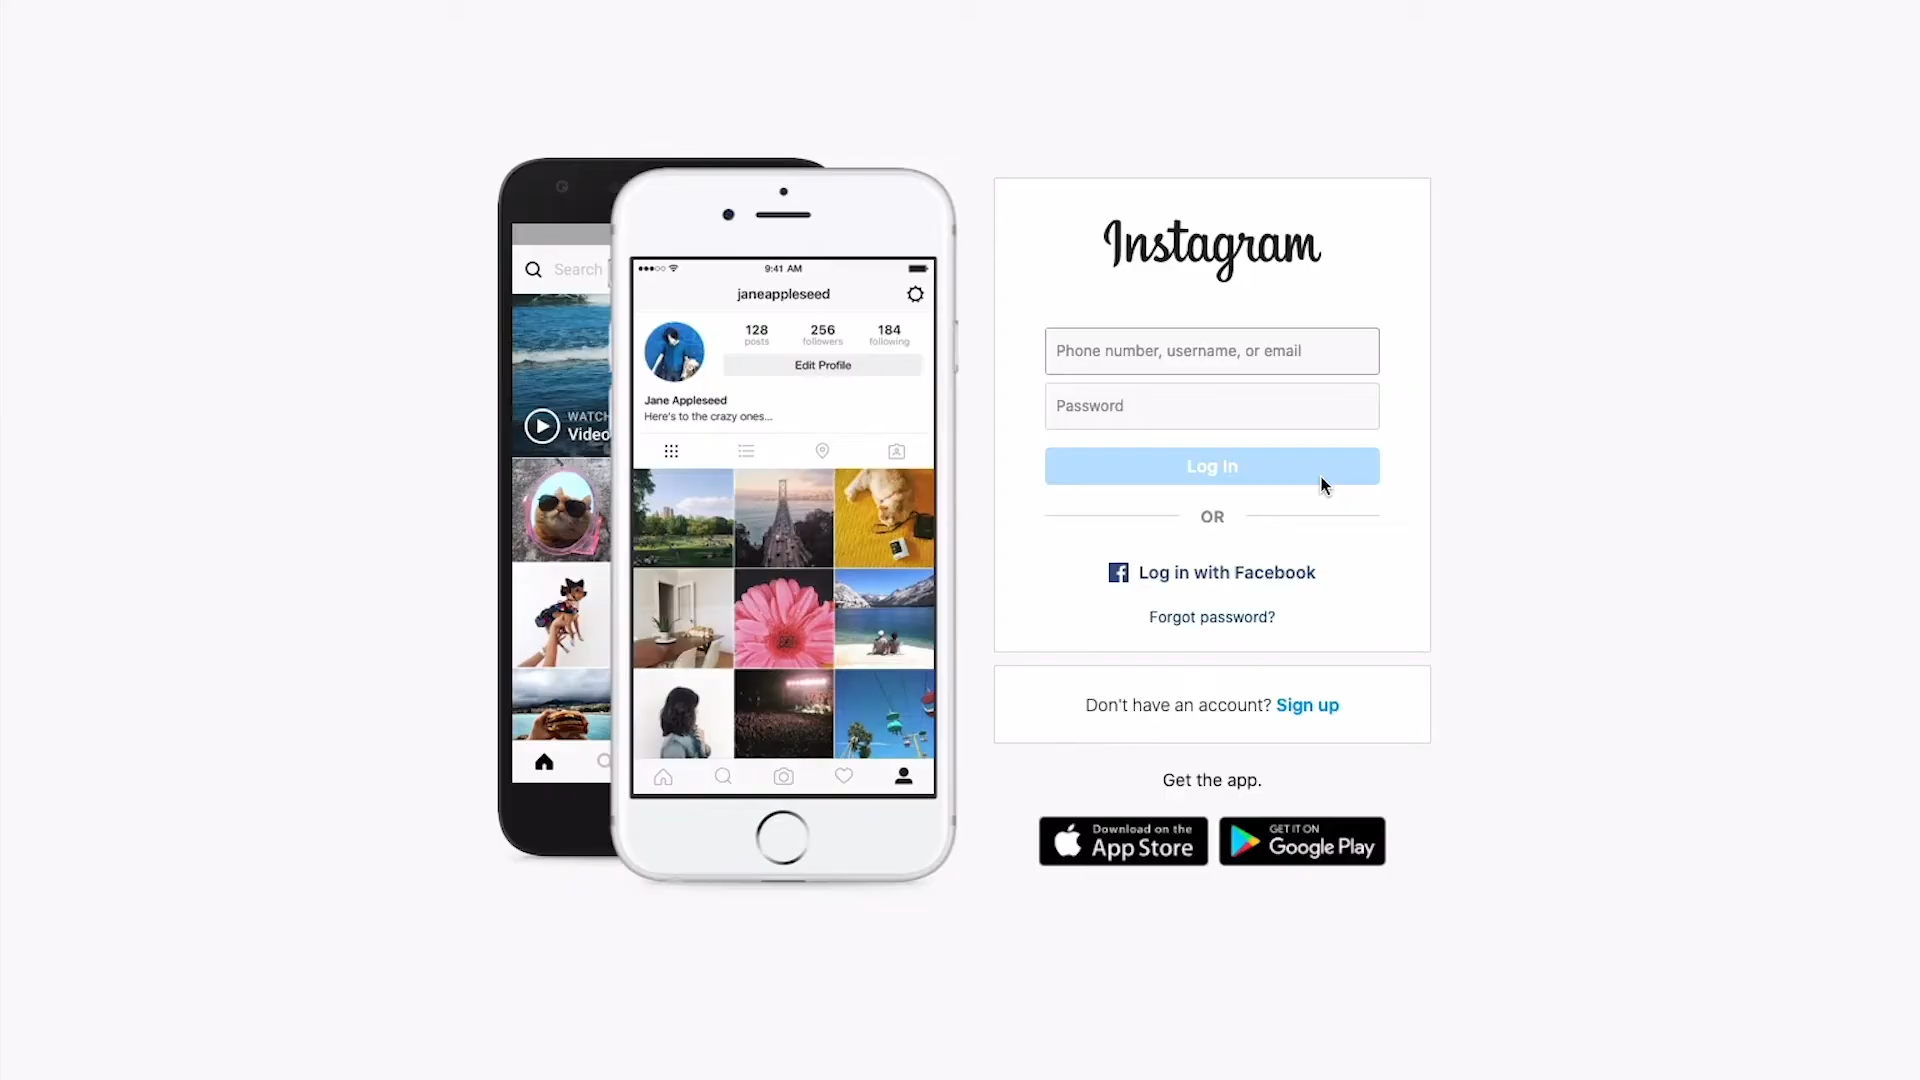 Search
WATCH
Video
9:41 AM
janeappleseed
128
256
184
posts
followers
following
Edit Profile
Jane Appleseed
Here's to the crazy ones...
Instagram
Phone number, username, or email
Password
Log In
OR
Log in with Facebook
Forgot password?
Don't have an account? Sign up
Get the app.
Download on the
App Store
GET IT ON
Google Play